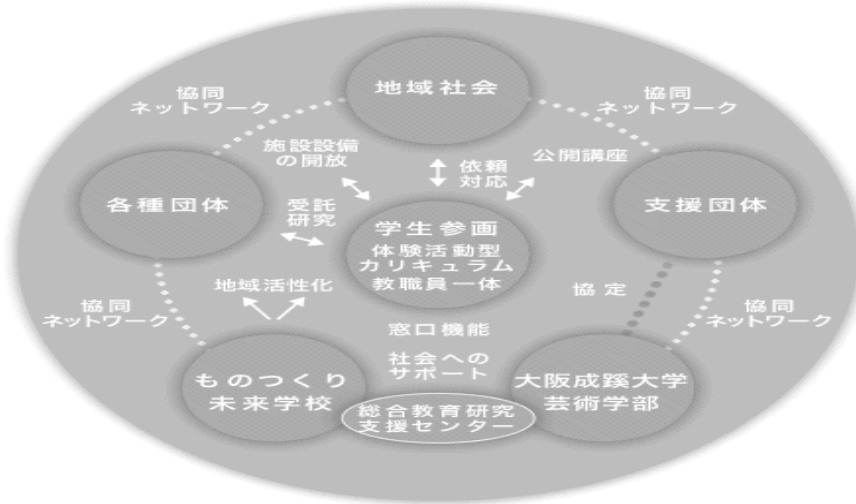 地域社会
協同
ネットワーク
協同
ネットワーク
施設設備
の開放
依頼
対応
公開講座
各種団体
受託
研究
学生参画
体験活動型
カリキュラム
教職員一体
支援団体
地域活性化
協定
協同
ネットワーク
協同
ネットワーク
窓口機能
社会への
サポート
ものつくり
未来学校
大阪成蹊大学
芸術学部
総合教育研究
支援センター